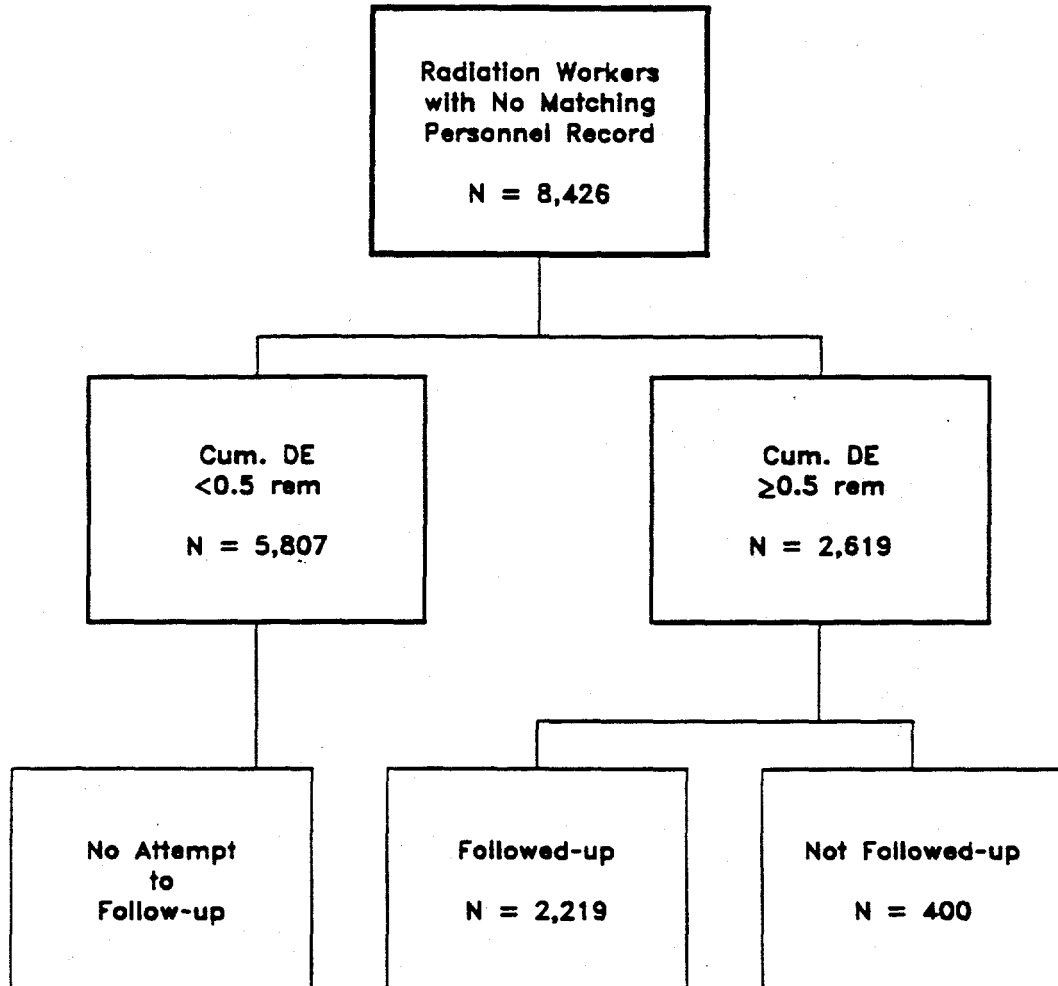 Radiation Workers
with No Matching
Personnel Record
N = 8,426
Cum. DE
<0.5 rem
N = 5,807
Cum. DE
≥0.5 rem
N = 2,619
No Attempt
to
Follow-up
Followed-up
N = 2,219
Not Followed-up
N = 400